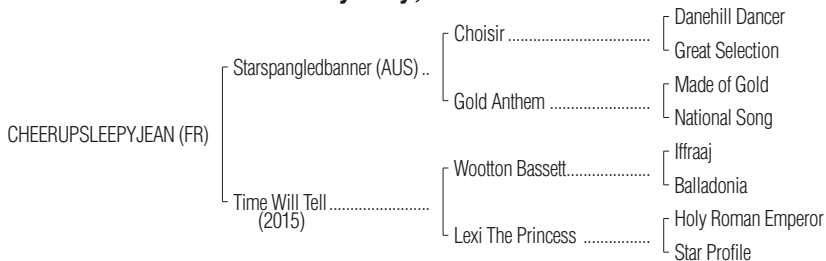 Danehill Dancer
Choisir ..................................
Great Selection
Starspangledbanner (AUS) ..
Made of Gold
Gold Anthem ........................
National Song
CHEERUPSLEEPYJEAN (FR)
Iffraaj
Wootton Bassett....................
Balladonia
Time Will Tell ........................
(2015)
Holy Roman Emperor
Lexi The Princess ................
Star Profile